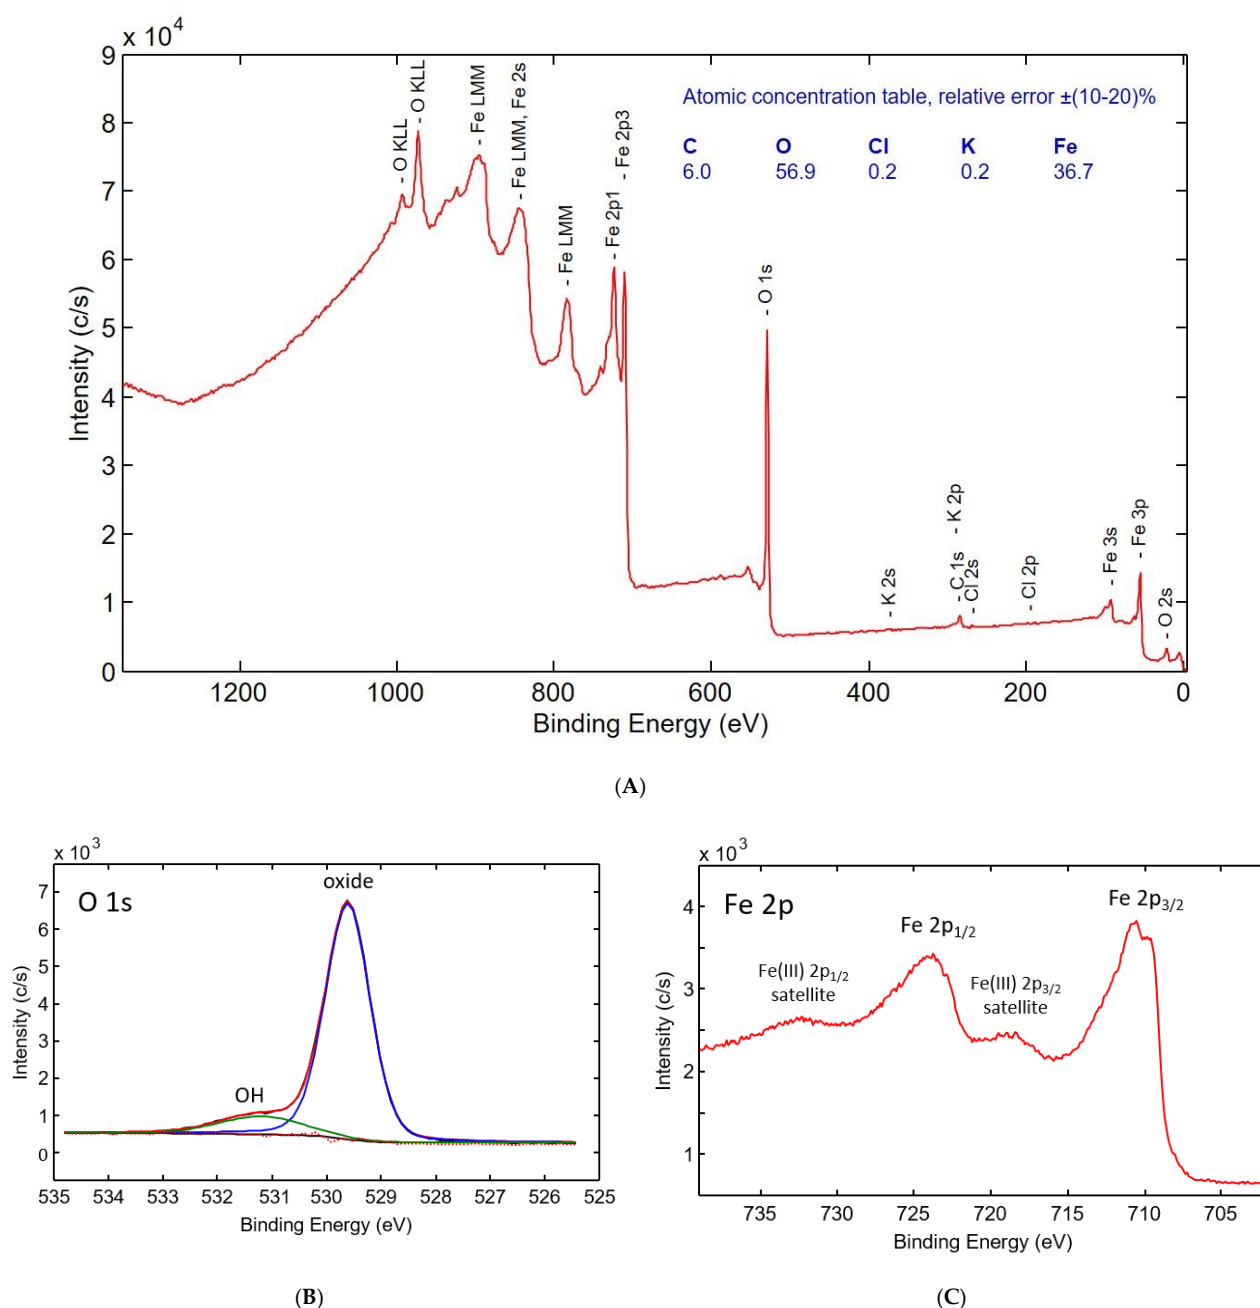 x 10⁴
9
8
7
6
5
4
3
2
1
0
Intensity (c/s)
1200
1000
800
600
400
200
0
Binding Energy (eV)
Atomic concentration table, relative error ±(10-20)%
C O Cl K Fe
6.0 56.9 0.2 0.2 36.7
- O KLL
- O KLL
- Fe LMM
- Fe LMM, Fe 2s
- Fe LMM
- Fe 2p1
- Fe 2p3
- O 1s
- K 2s
- C 1s
- K 2p
- Cl 2s
- Cl 2p
- Fe 3s
- Fe 3p
- O 2s
(A)
x 10³
O 1s
oxide
OH
7
6
5
4
3
2
1
0
Intensity (c/s)
535 534 533 532 531 530 529 528 527 526 525
Binding Energy (eV)
(B)
x 10³
Fe 2p
Fe 2p₃/₂
Fe 2p₁/₂
Fe(III) 2p₁/₂
satellite
Fe(III) 2p₃/₂
satellite
4
3
2
1
Intensity (c/s)
735 730 725 720 715 710 705
Binding Energy (eV)
(C)